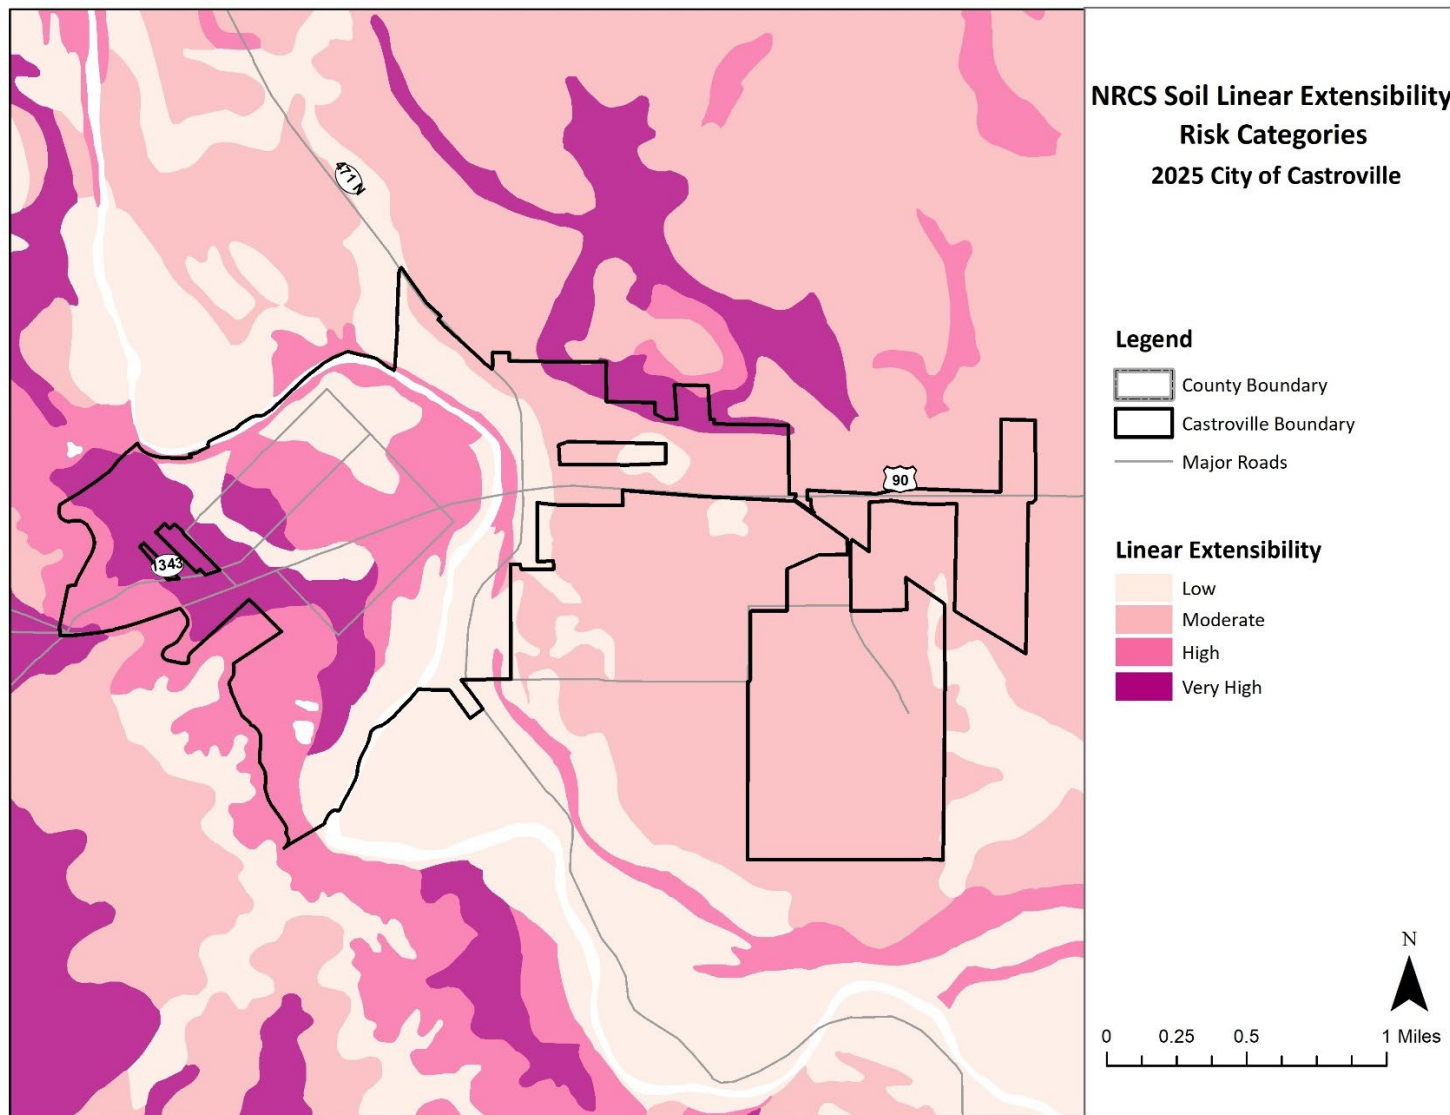 NRCS Soil Linear Extensibility
Risk Categories
2025 City of Castroville
471 N
90
1343
Legend
County Boundary
Castroville Boundary
Major Roads
Linear Extensibility
Low
Moderate
High
Very High
N
0 0.25 0.5 1 Miles